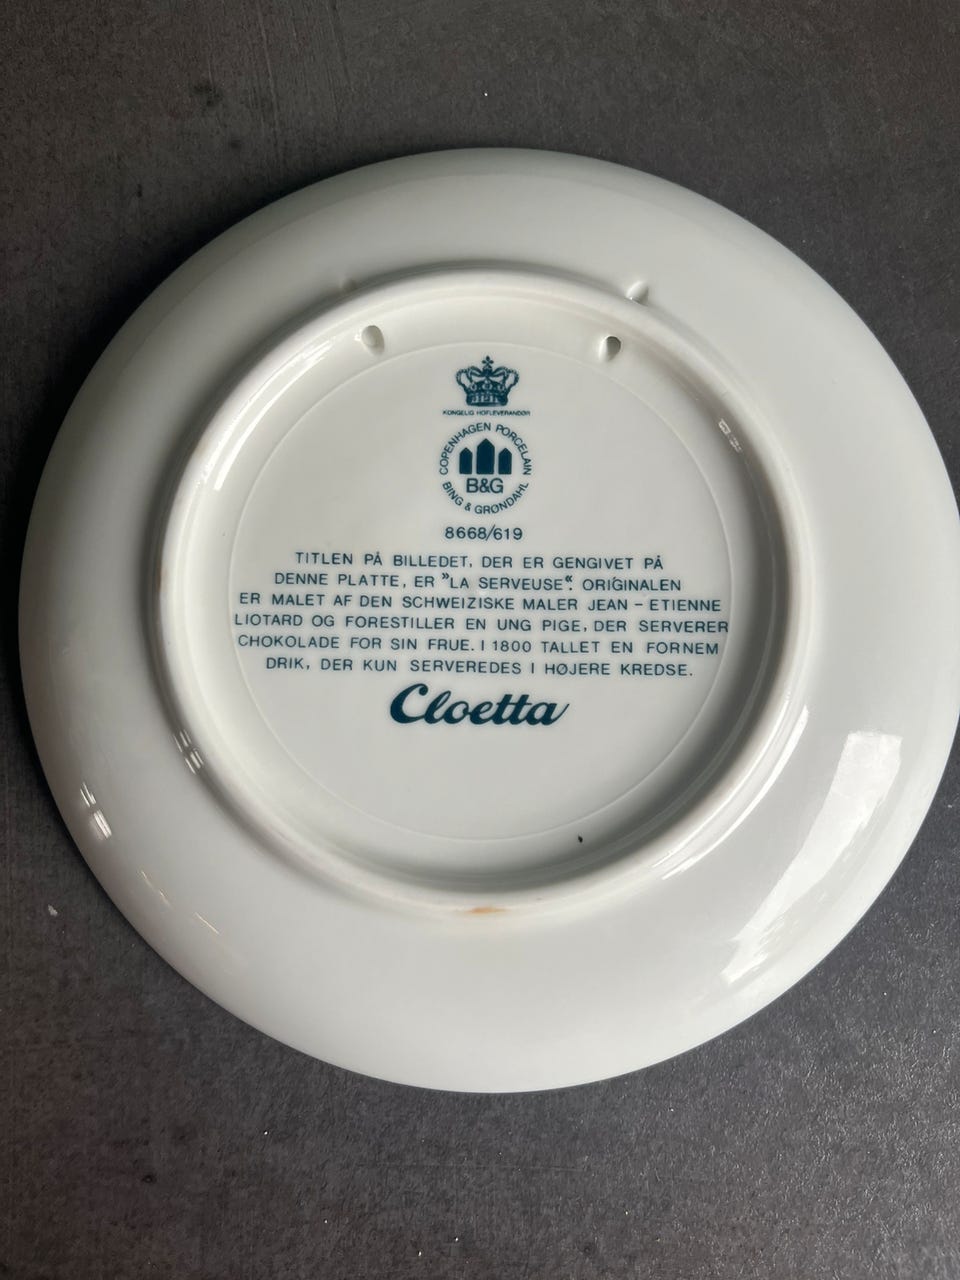 KONGELIG HOFLEVERANDØR
COPENHAGEN PORCELAIN
B&G
BING & GRØNDAHL
8668/619
TITLEN PÅ BILLEDET, DER ER GENGIVET PÅ
DENNE PLATTE, ER "LA SERVEUSE". ORIGINALEN
ER MALET AF DEN SCHWEIZISKE MALER JEAN - ETIENNE
LIOTARD OG FORESTILLER EN UNG PIGE, DER SERVERER
CHOKOLADE FOR SIN FRUE. I 1800 TALLET EN FORNEM
DRIK, DER KUN SERVEREDES I HØJERE KREDSE.
Cloetta